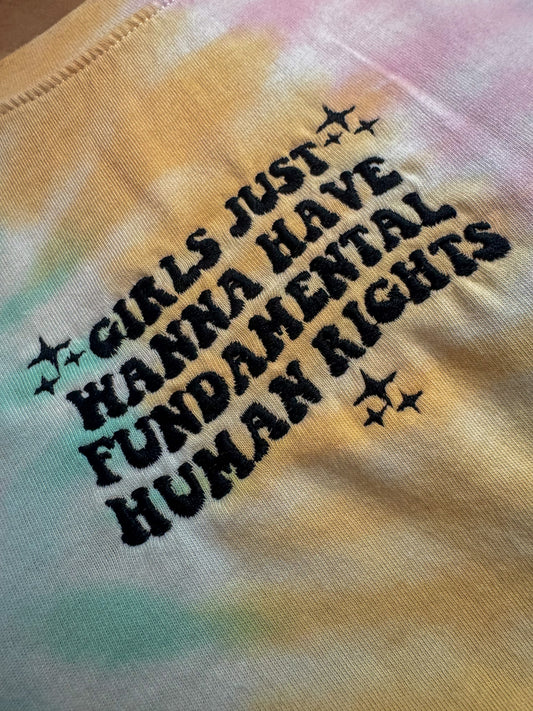 GIRLS JUST
WANNA HAVE
FUNDAMENTAL
HUMAN RIGHTS